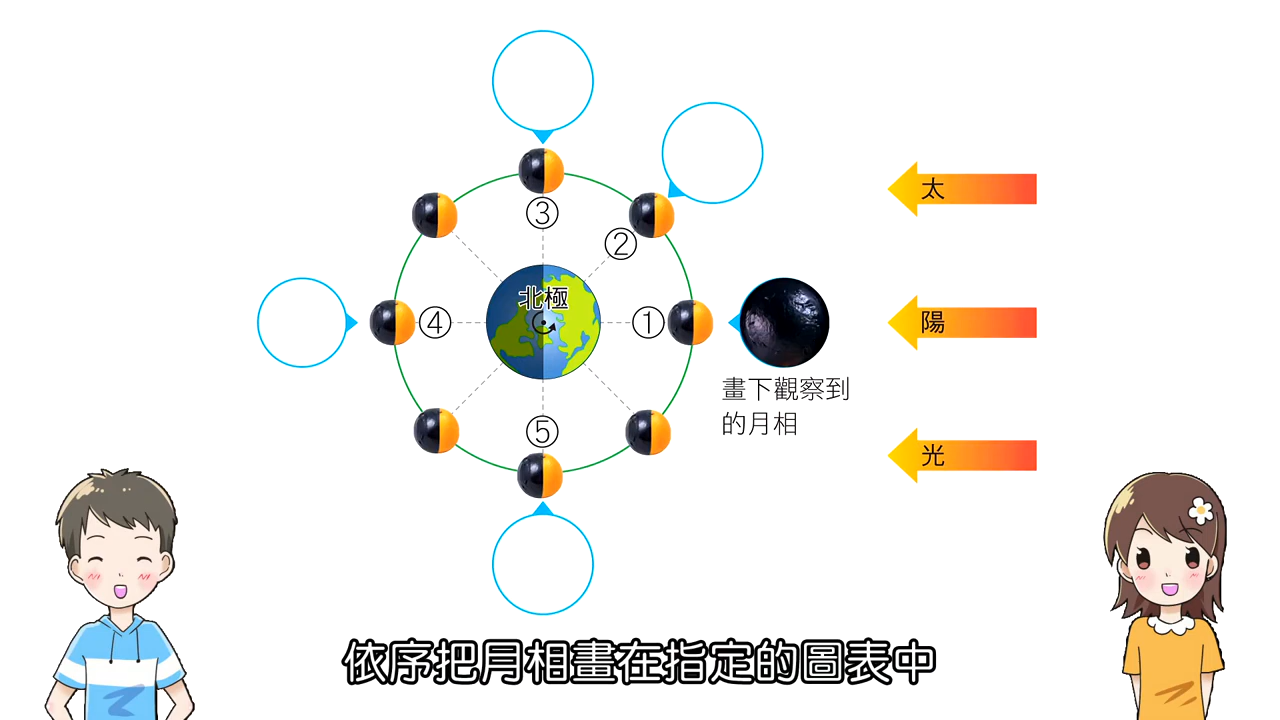 太
③
②
北極
④
①
陽
畫下觀察到
的月相
⑤
光
依序把月相畫在指定的圖表中